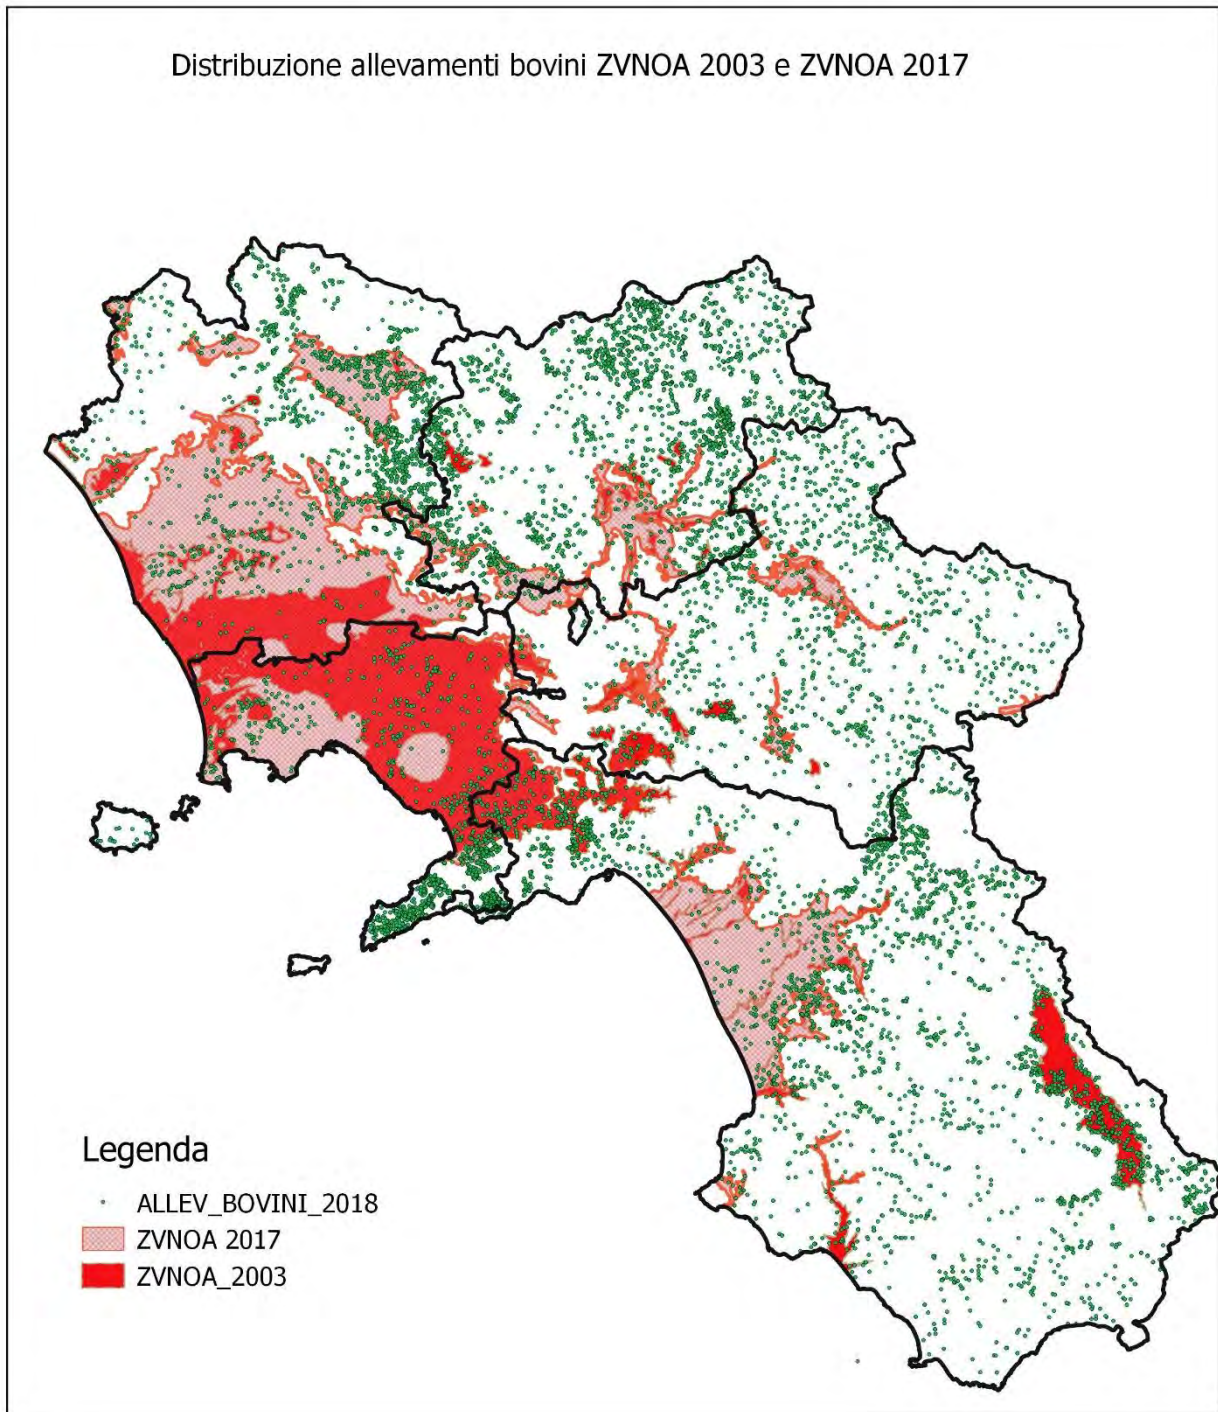 Distribuzione allevamenti bovini ZVNOA 2003 e ZVNOA 2017
Legenda
ALLEV_BOVINI_2018
ZVNOA 2017
ZVNOA_2003